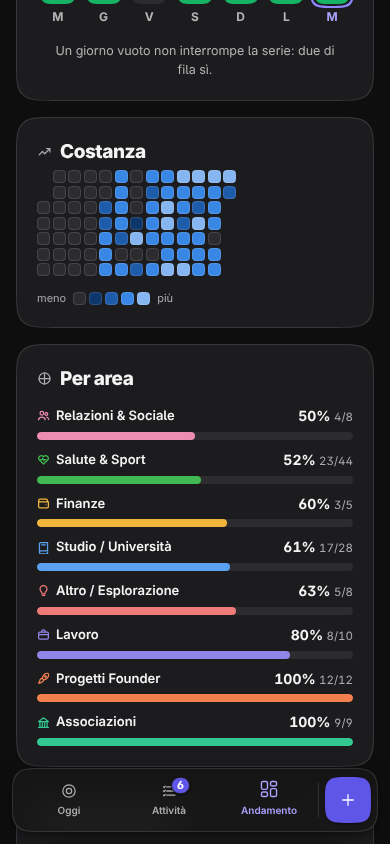 M G V S D L M
Un giorno vuoto non interrompe la serie: due di
fila sì.
Costanza
meno più
Per area
Relazioni & Sociale 50% 4/8
Salute & Sport 52% 23/44
Finanze 60% 3/5
Studio / Università 61% 17/28
Altro / Esplorazione 63% 5/8
Lavoro 80% 8/10
Progetti Founder 100% 12/12
Associazioni 100% 9/9
6
Oggi Attività Andamento +